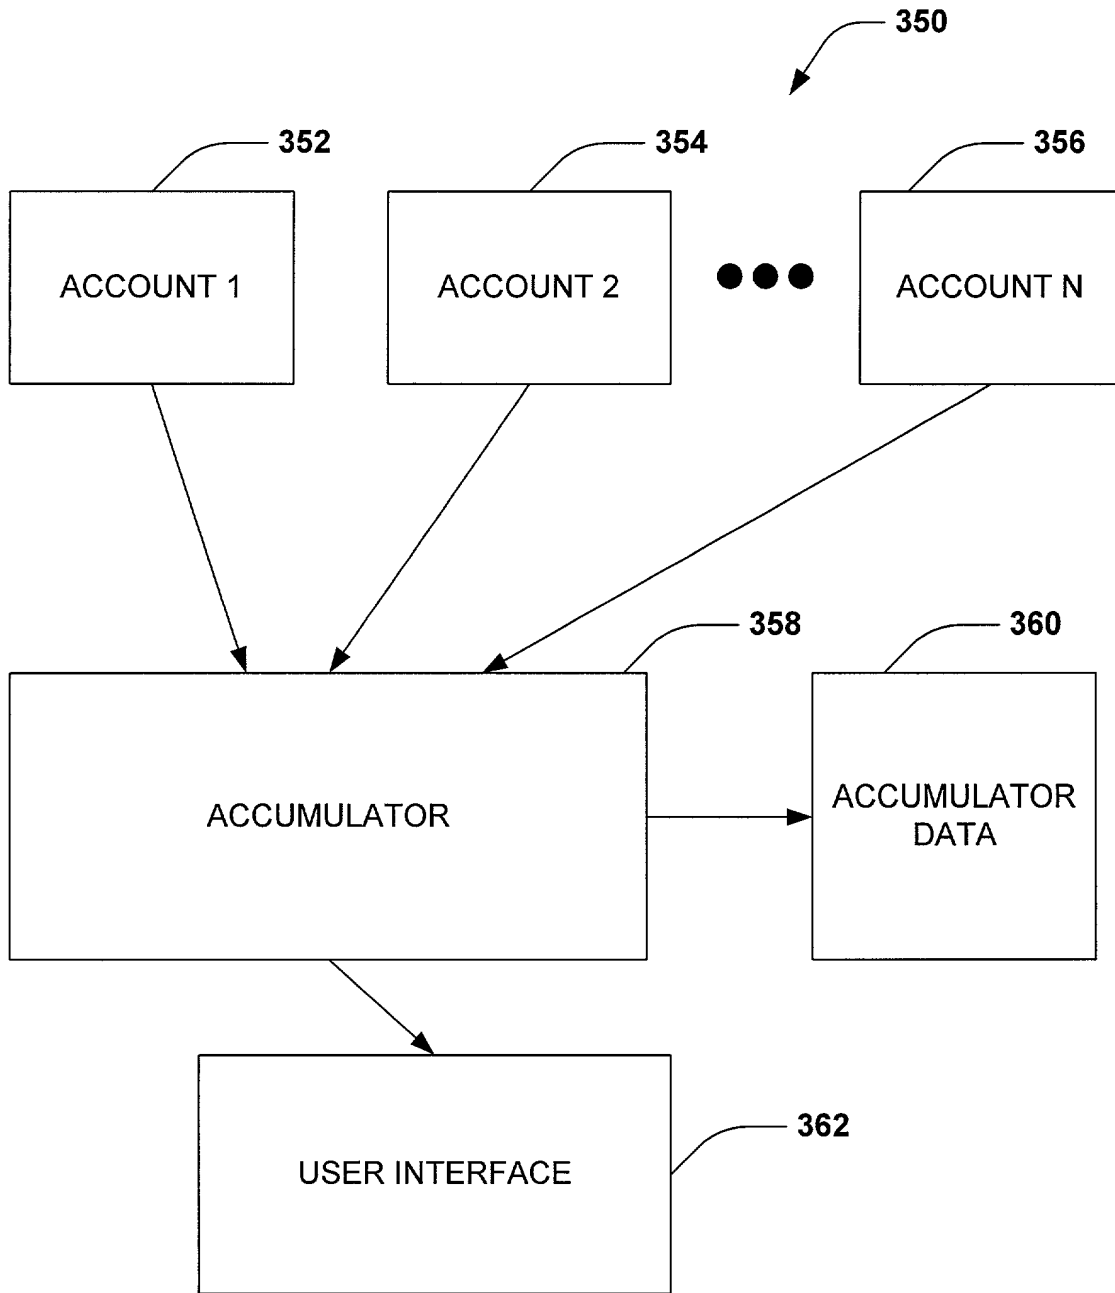 350
352
354
356
ACCOUNT 1
ACCOUNT 2
ACCOUNT N
358
360
ACCUMULATOR
ACCUMULATOR
DATA
362
USER INTERFACE